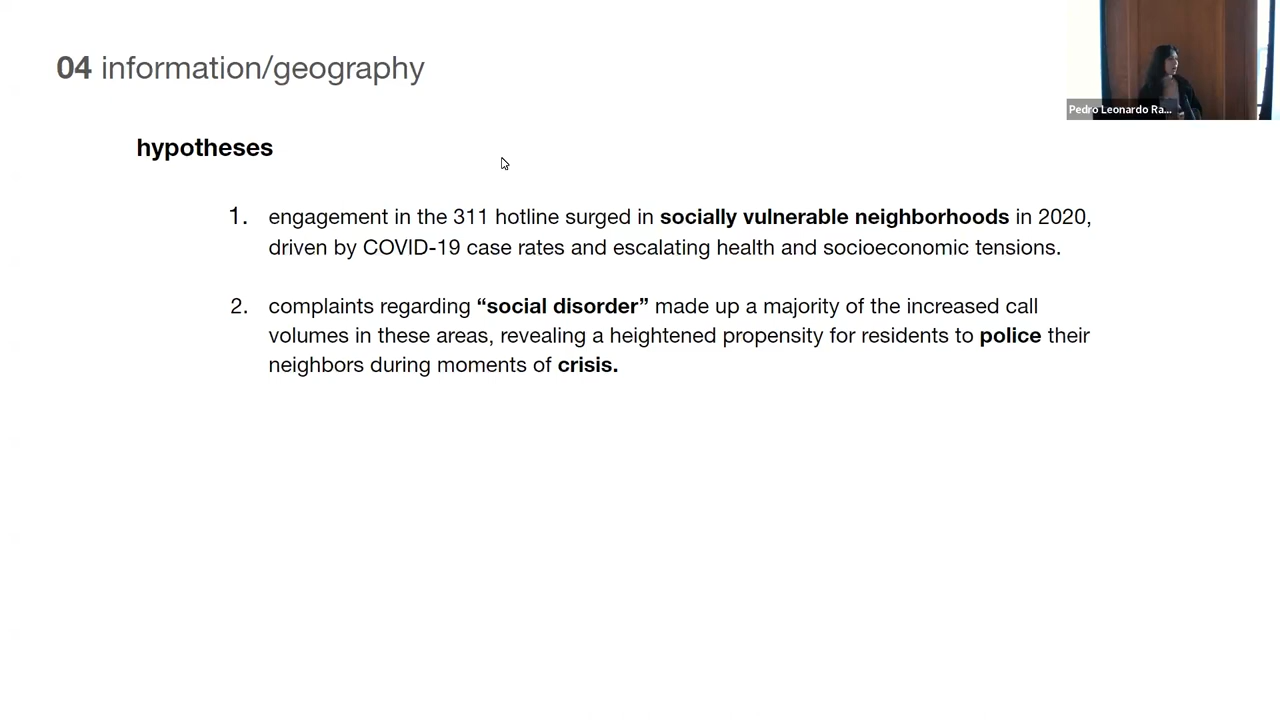 04 information/geography
Pedro Leonardo Ra...
hypotheses
1. engagement in the 311 hotline surged in socially vulnerable neighborhoods in 2020,
driven by COVID-19 case rates and escalating health and socioeconomic tensions.
2. complaints regarding “social disorder” made up a majority of the increased call
volumes in these areas, revealing a heightened propensity for residents to police their
neighbors during moments of crisis.